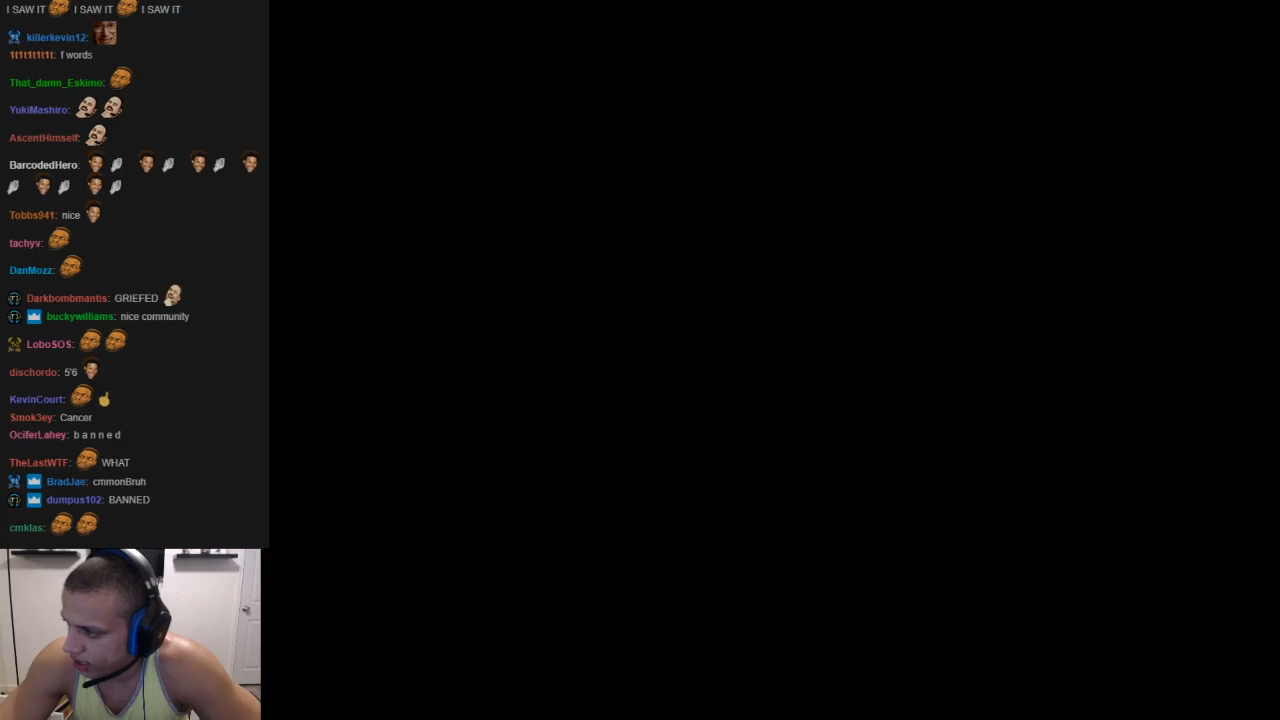 I SAW IT I SAW IT I SAW IT
killerkevin12:
1t1t1t1t1t: f words
That_damn_Eskimo:
YukiMashiro:
AscentHimself:
BarcodedHero:
Tobbs941: nice
tachyv:
DanMozz:
Darkbombmantis: GRIEFED
buckywilliams: nice community
LoboSOS:
dischordo: 5'6
KevinCourt:
Smok3ey: Cancer
OciferLahey: b a n n e d
TheLastWTF: WHAT
BradJae: cmmonBruh
dumpus102: BANNED
cmklas: